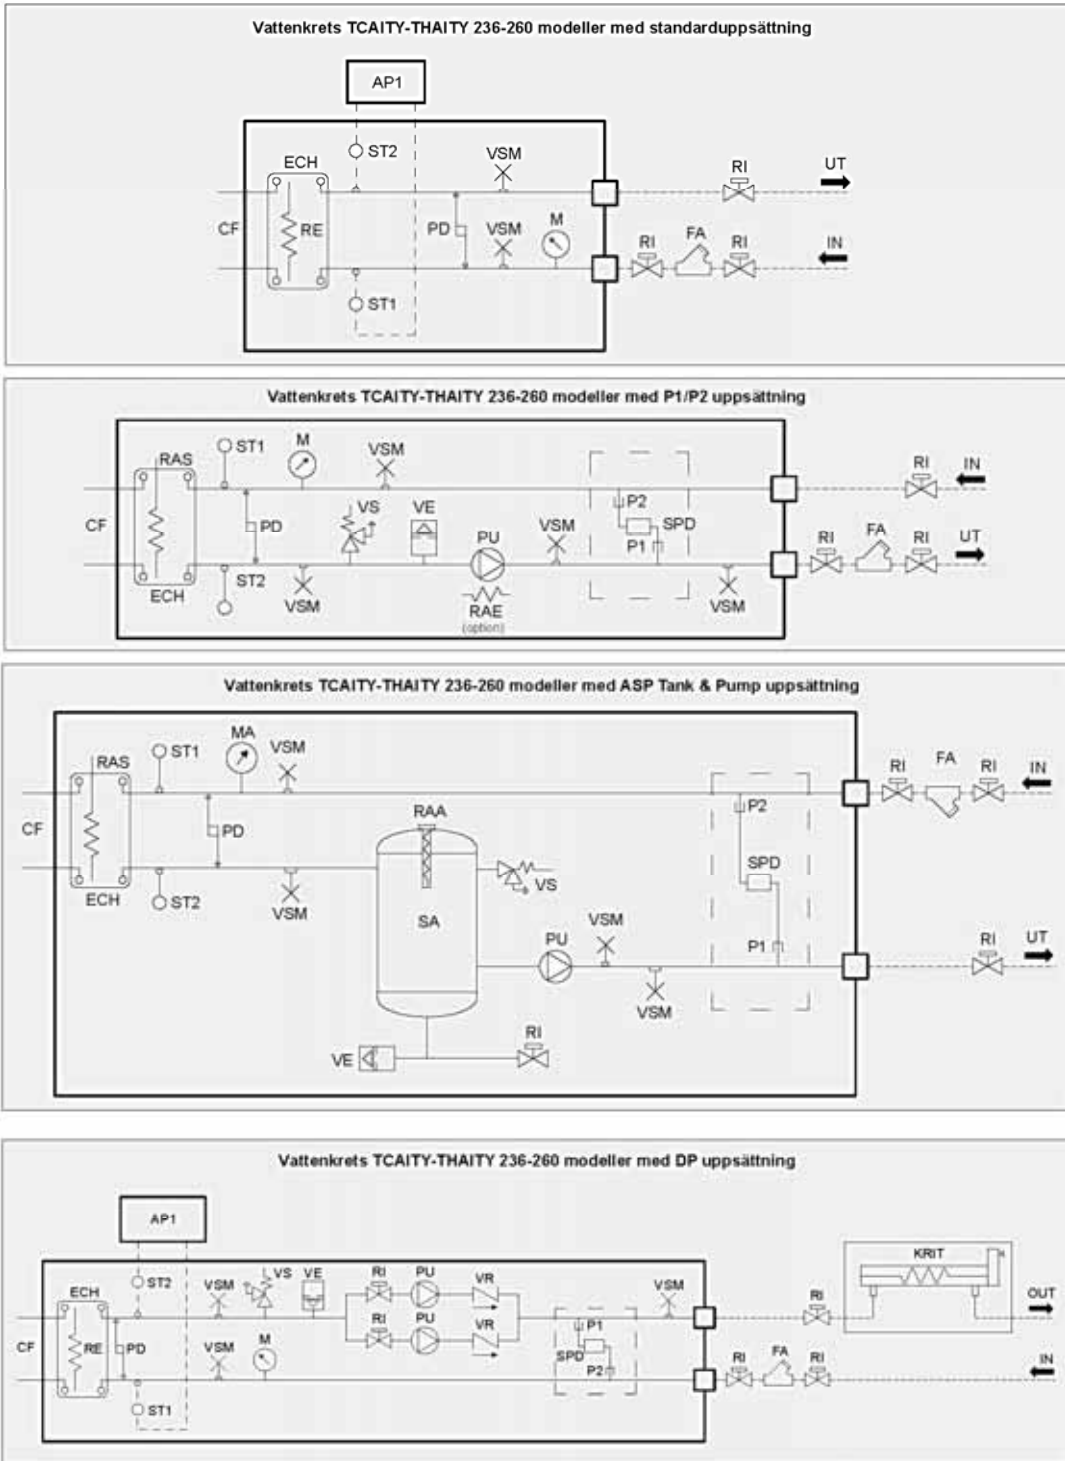 Vattenkrets TCAITY-THAITY 236-260 modeller med standarduppsättning
AP1
ST2
VSM
ECH
RI
UT
CF
RE
PD
VSM
M
RI
FA
RI
IN
ST1
Vattenkrets TCAITY-THAITY 236-260 modeller med P1/P2 uppsättning
RAS
ST1
M
VSM
RI
IN
CF
PD
VS
VE
PU
VSM
P2
SPD
P1
RI
FA
RI
UT
ECH
ST2
VSM
RAE
(option)
VSM
Vattenkrets TCAITY-THAITY 236-260 modeller med ASP Tank & Pump uppsättning
RAS
ST1
MA
VSM
RI
FA
RI
IN
CF
PD
RAA
P2
SPD
VS
ECH
ST2
VSM
SA
PU
VSM
P1
RI
UT
VSM
RI
VE
Vattenkrets TCAITY-THAITY 236-260 modeller med DP uppsättning
AP1
KRIT
K
ECH
ST2
VSM
VS
VE
RI
PU
VR
VSM
RI
OUT
CF
RE
PD
VSM
M
RI
PU
VR
P1
SPD
P2
RI
FA
RI
IN
ST1